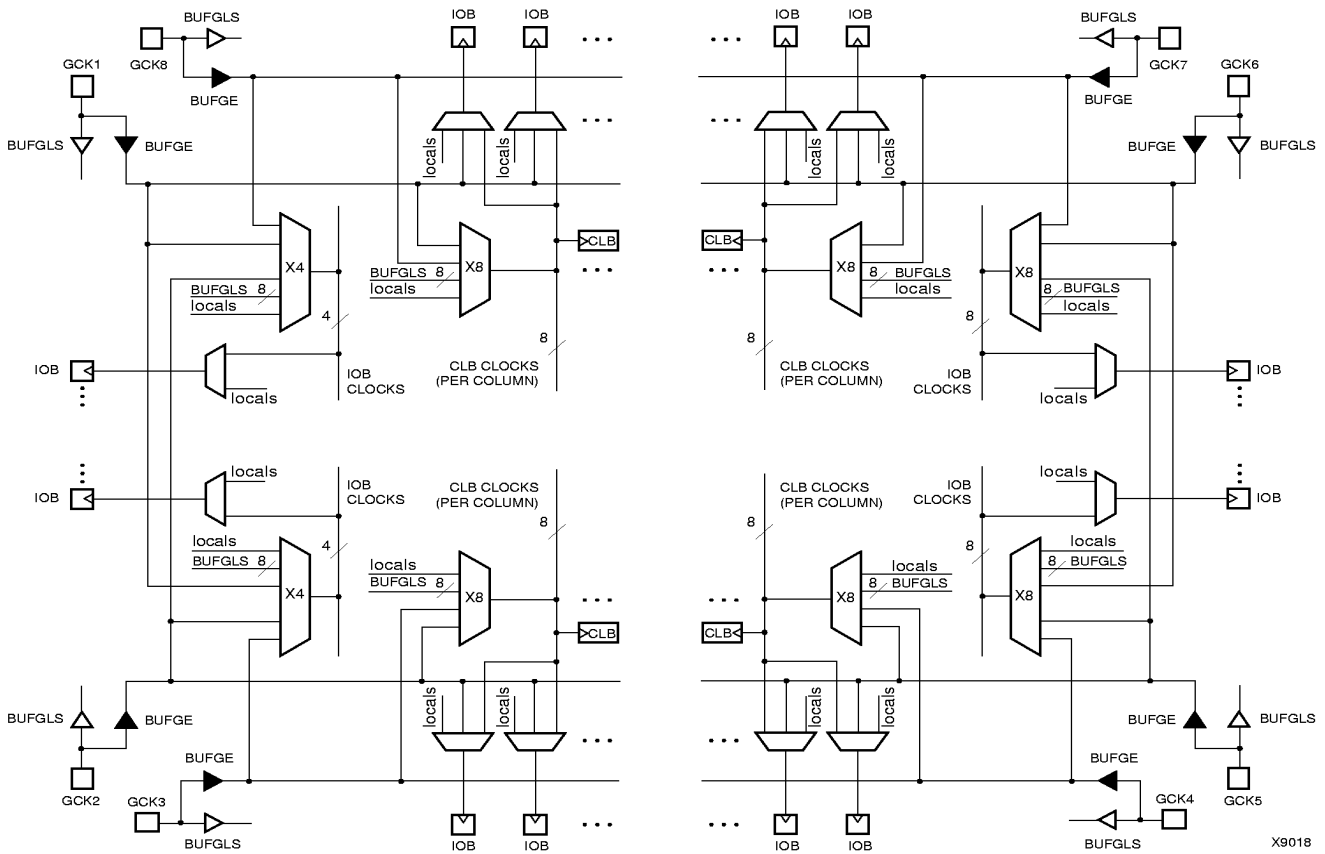 BUFGLS
IOB
IOB
IOB
IOB
BUFGLS
GCK8
GCK7
GCK1
GCK6
BUFGE
BUFGE
BUFGLS
BUFGE
BUFGE
BUFGLS
locals
locals
locals
locals
CLB
CLB
X4
X8
X8
X8
BUFGLS 8
BUFGLS 8
8 BUFGLS
8 BUFGLS
locals
locals
locals
locals
4
8
8
8
IOB
IOB CLOCKS
CLB CLOCKS
(PER COLUMN)
CLB CLOCKS
(PER COLUMN)
IOB CLOCKS
IOB
locals
locals
locals
locals
IOB
IOB CLOCKS
CLB CLOCKS
(PER COLUMN)
CLB CLOCKS
(PER COLUMN)
IOB CLOCKS
IOB
8
8
4
8
locals
locals
locals
locals
BUFGLS 8
BUFGLS 8
8 BUFGLS
8 BUFGLS
X4
X8
X8
X8
CLB
CLB
locals
locals
locals
locals
BUFGLS
BUFGE
BUFGE
BUFGLS
BUFGE
BUFGE
GCK2
GCK3
GCK4
GCK5
BUFGLS
IOB
IOB
IOB
IOB
BUFGLS
X9018